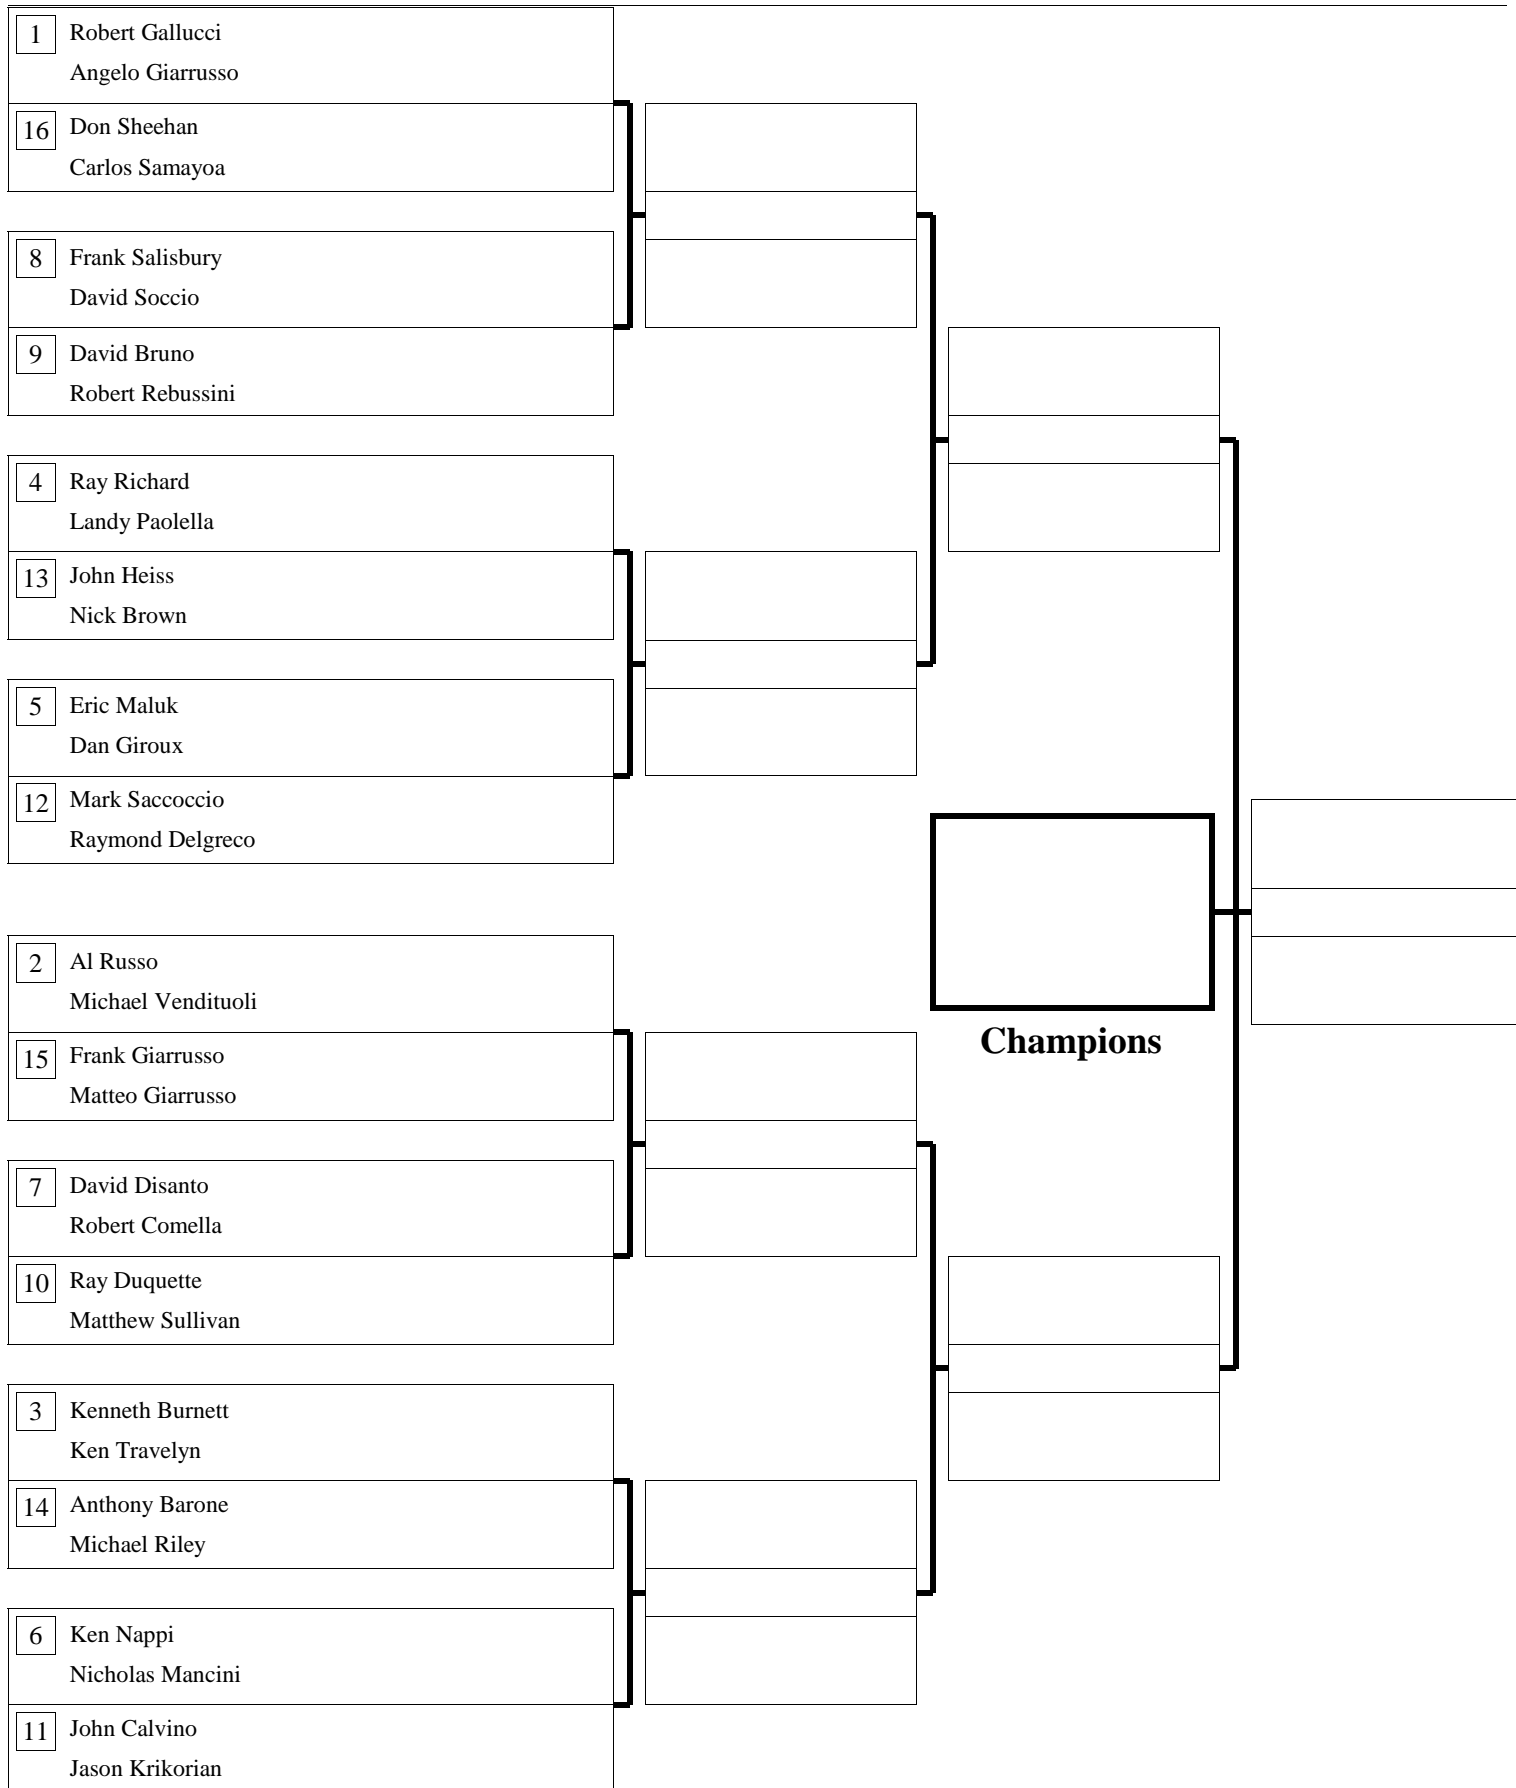 1 Robert Gallucci
Angelo Giarrusso
16 Don Sheehan
Carlos Samayoa
8 Frank Salisbury
David Soccio
9 David Bruno
Robert Rebussini
4 Ray Richard
Landy Paolella
13 John Heiss
Nick Brown
5 Eric Maluk
Dan Giroux
12 Mark Saccoccio
Raymond Delgreco
2 Al Russo
Michael Vendituoli
15 Frank Giarrusso
Matteo Giarrusso
7 David Disanto
Robert Comella
10 Ray Duquette
Matthew Sullivan
3 Kenneth Burnett
Ken Travelyn
14 Anthony Barone
Michael Riley
6 Ken Nappi
Nicholas Mancini
11 John Calvino
Jason Krikorian
Champions